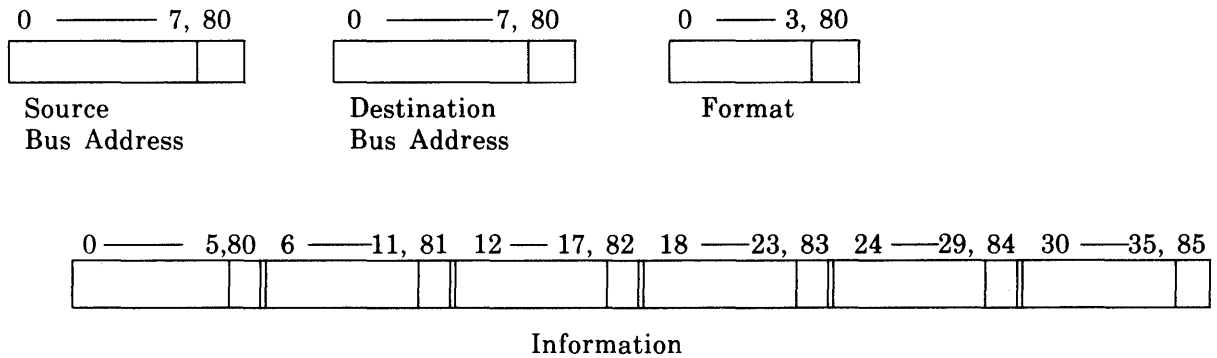 0 ——— 7, 80 0 ——— 7, 80 0 —— 3, 80
Source Destination Format
Bus Address Bus Address
0 —— 5,80 6 ——11, 81 12 — 17, 82 18 ——23, 83 24 ——29, 84 30 ——35, 85
Information